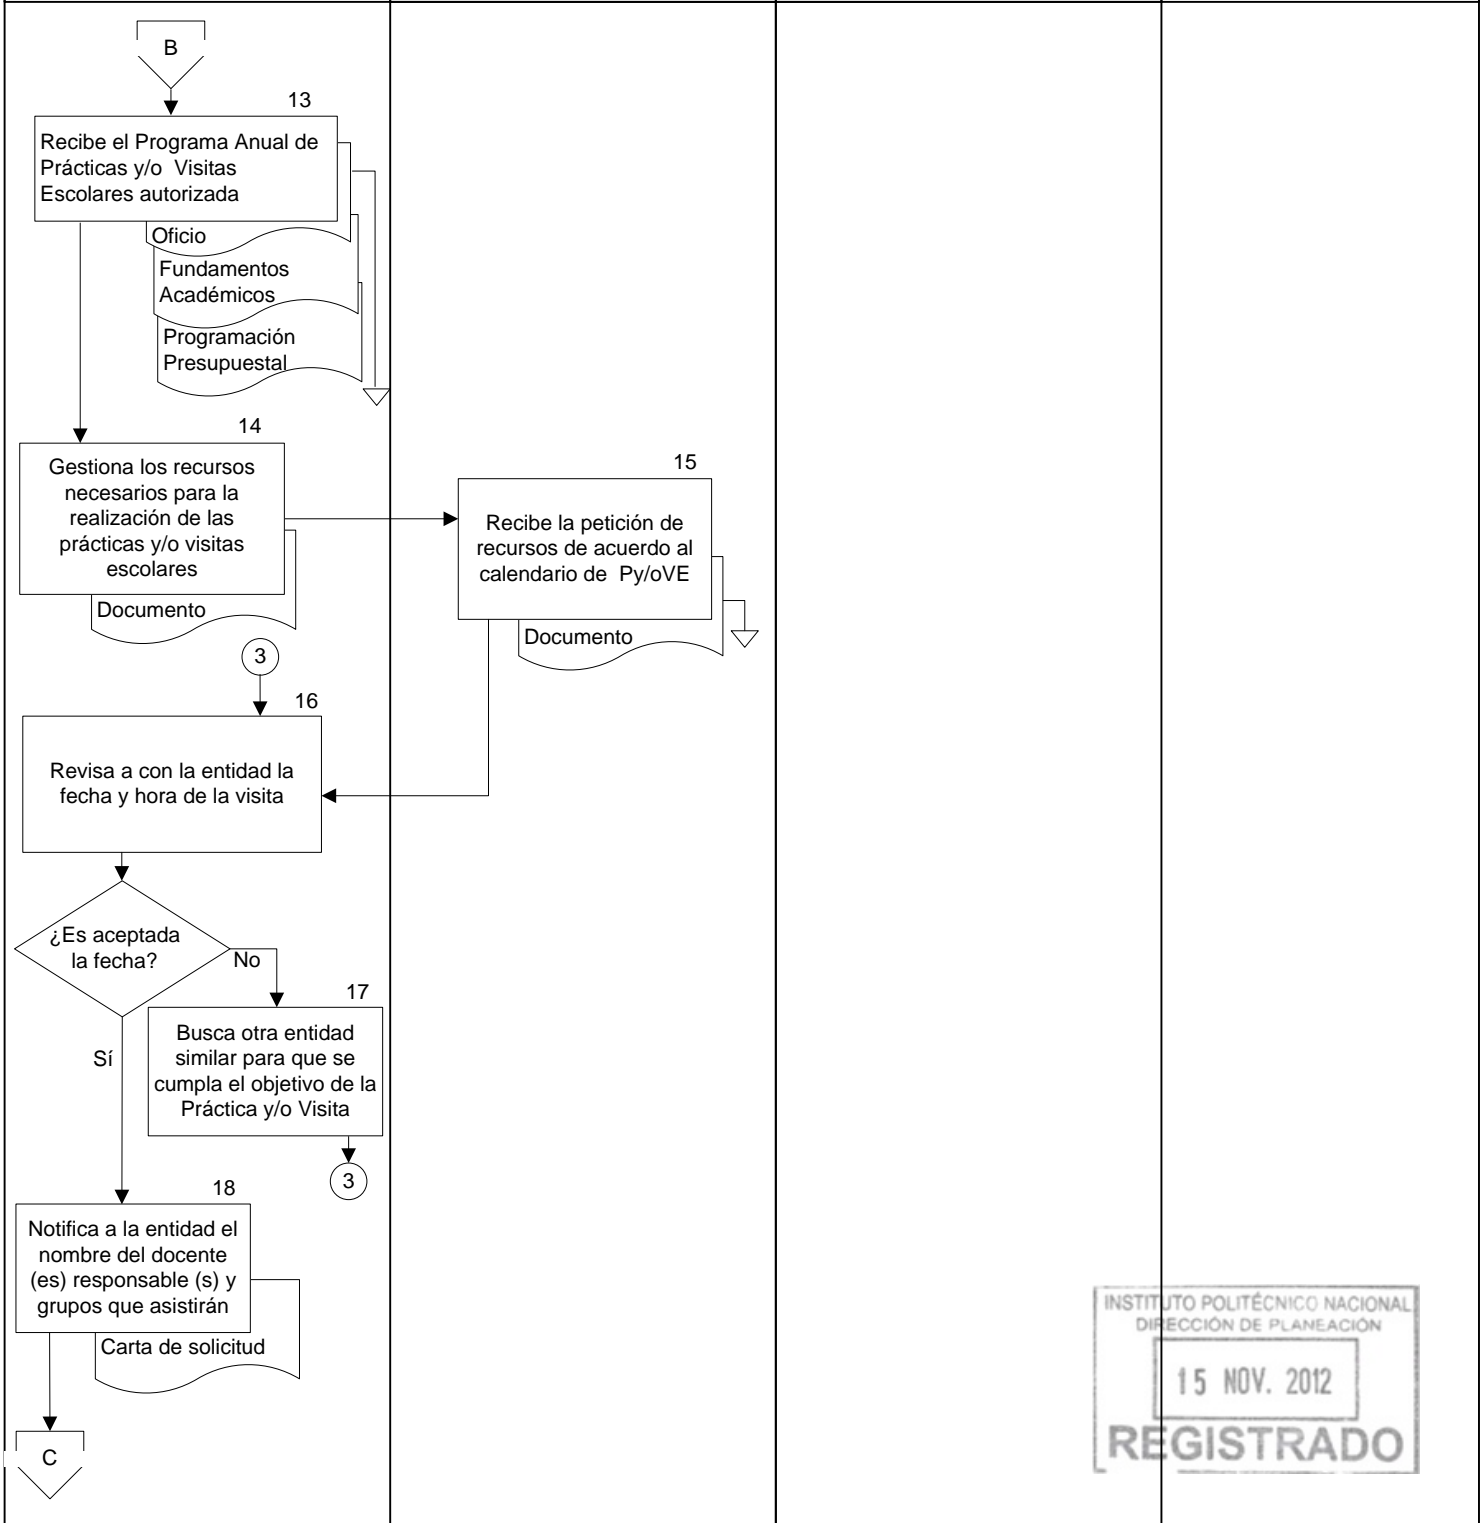 B
13
Recibe el Programa Anual de
Prácticas y/o Visitas
Escolares autorizada
Oficio
Fundamentos
Académicos
Programación
Presupuestal
14
Gestiona los recursos
necesarios para la
realización de las
prácticas y/o visitas
escolares
Documento
15
Recibe la petición de
recursos de acuerdo al
calendario de Py/oVE
Documento
3
16
Revisa a con la entidad la
fecha y hora de la visita
¿Es aceptada
la fecha?
No
Sí
17
Busca otra entidad
similar para que se
cumpla el objetivo de la
Práctica y/o Visita
3
18
Notifica a la entidad el
nombre del docente
(es) responsable (s) y
grupos que asistirán
Carta de solicitud
C
INSTITUTO POLITÉCNICO NACIONAL
DIRECCIÓN DE PLANEACIÓN
15 NOV. 2012
REGISTRADO